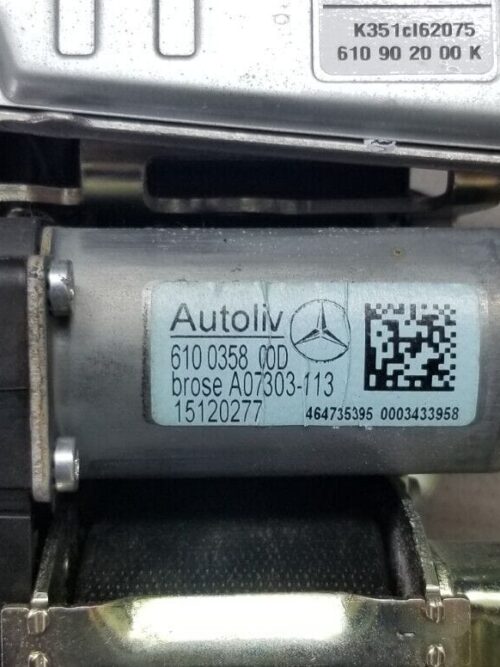 K351cl62075
610 90 20 00 K
Autoliv
610 0358 00D
brose A07303-113
15120277
464735395 0003433958